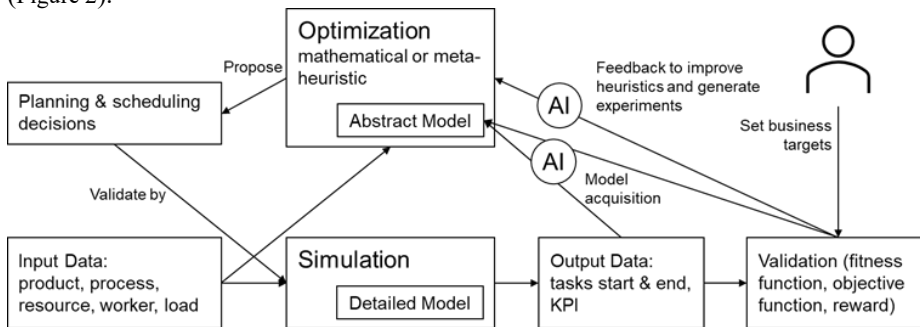 (Figure 2).
Optimization
mathematical or meta-
heuristic
Abstract Model
Propose
Planning & scheduling
decisions
Validate by
AI
Feedback to improve
heuristics and generate
experiments
AI
Model
acquisition
Set business
targets
Input Data:
product, process,
resource, worker, load
Simulation
Detailed Model
Output Data:
tasks start & end,
KPI
Validation (fitness
function, objective
function, reward)